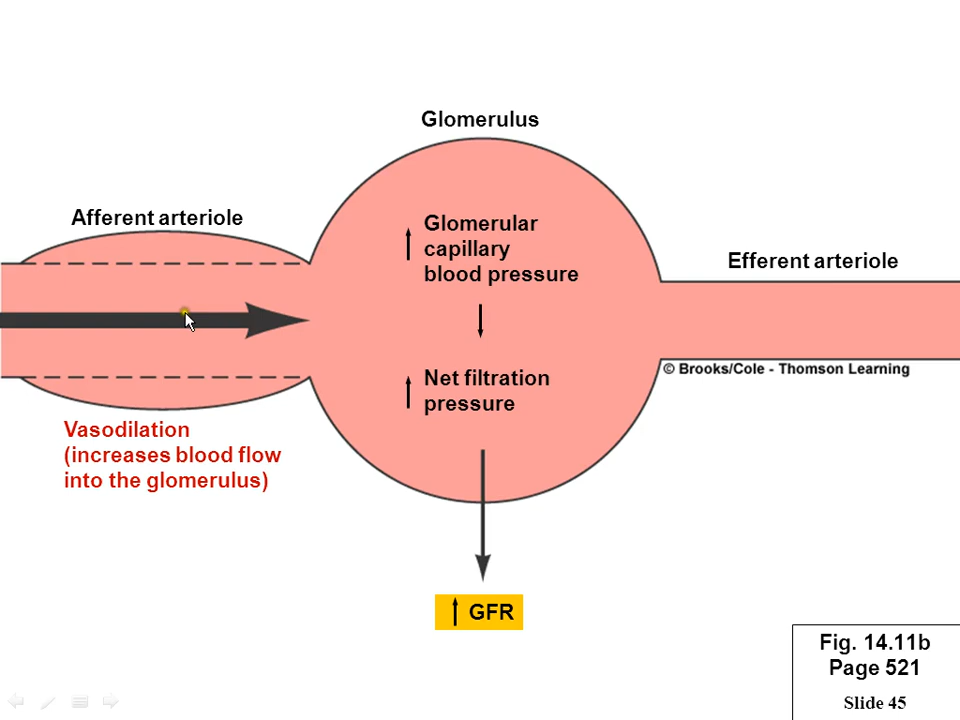 Glomerulus
Afferent arteriole
Glomerular
capillary
blood pressure
Efferent arteriole
Net filtration
pressure
© Brooks/Cole - Thomson Learning
Vasodilation
(increases blood flow
into the glomerulus)
GFR
Fig. 14.11b
Page 521
Slide 45